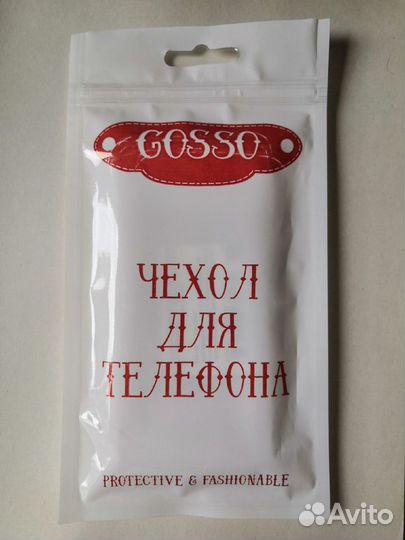 GOSSO
ЧЕХОЛ
ДЛЯ
ТЕЛЕФОНА
PROTECTIVE & FASHIONABLE
Avito